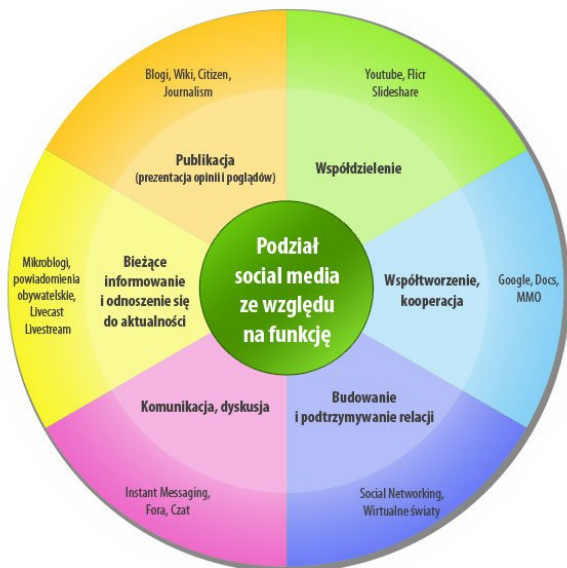 Blogi, Wiki, Citizen,
Journalism
Youtube, Flicr
Slideshare
Publikacja
(prezentacja opinii i poglądów)
Współdzielenie
Bieżące
informowanie
i odnoszenie się
do aktualności
Mikroblogi,
powiadomienia
obywatelskie,
Livecast
Livestream
Podział
social media
ze względu
na funkcję
Współtworzenie,
kooperacja
Google, Docs,
MMO
Komunikacja, dyskusja
Budowanie
i podtrzymywanie relacji
Instant Messaging,
Fora, Czat
Social Networking,
Wirtualne światy